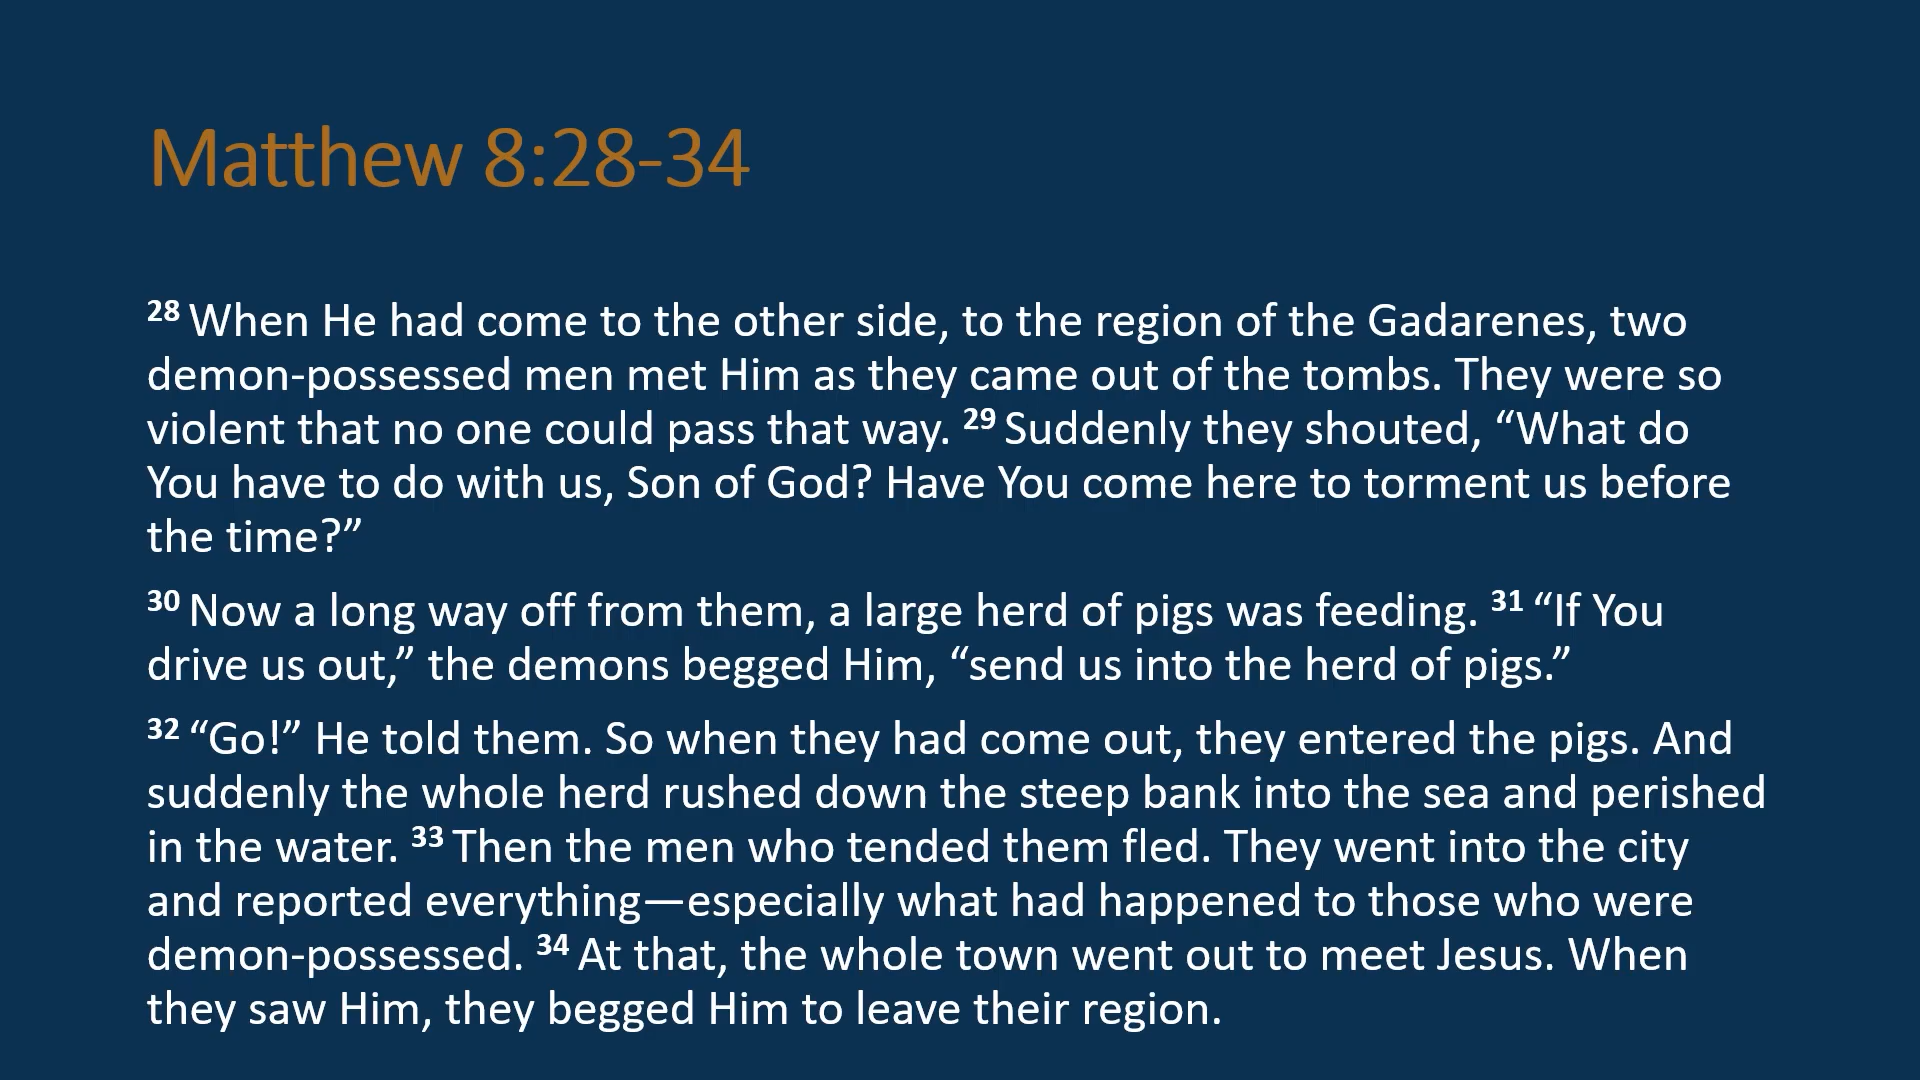 Matthew 8:28-34
28 When He had come to the other side, to the region of the Gadarenes, two
demon-possessed men met Him as they came out of the tombs. They were so
violent that no one could pass that way. 29 Suddenly they shouted, “What do
You have to do with us, Son of God? Have You come here to torment us before
the time?”
30 Now a long way off from them, a large herd of pigs was feeding. 31 “If You
drive us out,” the demons begged Him, “send us into the herd of pigs.”
32 “Go!” He told them. So when they had come out, they entered the pigs. And
suddenly the whole herd rushed down the steep bank into the sea and perished
in the water. 33 Then the men who tended them fled. They went into the city
and reported everything—especially what had happened to those who were
demon-possessed. 34 At that, the whole town went out to meet Jesus. When
they saw Him, they begged Him to leave their region.